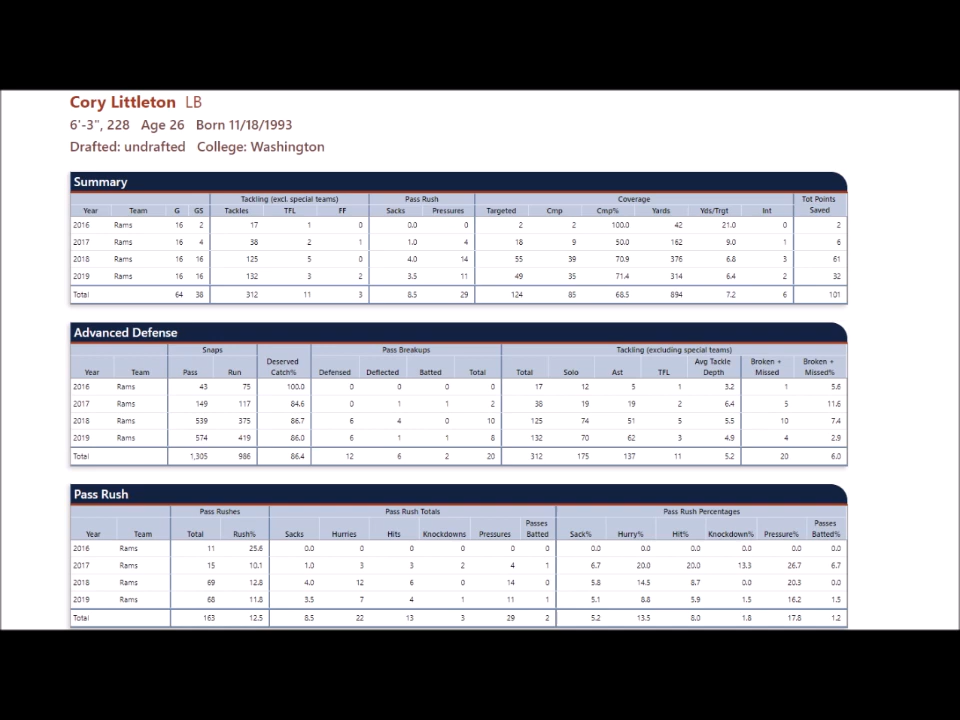 Cory Littleton LB
6'-3", 228 Age 26 Born 11/18/1993
Drafted: undrafted College: Washington
Summary
Tackling (excl. special teams) Pass Rush Coverage Tot Points
Year Team G GS Tackles TFL FF Sacks Pressures Targeted Cmp Cmp% Yards Yds/Trgt Int Saved
2016 Rams 16 2 17 1 0 0.0 0 2 2 100.0 42 21.0 0 2
2017 Rams 16 4 38 2 1 1.0 4 18 9 50.0 162 9.0 1 6
2018 Rams 16 16 125 5 0 4.0 14 55 39 70.9 376 6.8 3 61
2019 Rams 16 16 132 3 2 3.5 11 49 35 71.4 314 6.4 2 32
Total 64 38 312 11 3 8.5 29 124 85 68.5 894 7.2 6 101
Advanced Defense
Snaps Pass Breakups Tackling (excluding special teams)
Deserved Avg Tackle Broken + Broken +
Year Team Pass Run Catch% Defensed Deflected Batted Total Total Solo Ast TFL Depth Missed Missed%
2016 Rams 43 75 100.0 0 0 0 0 17 12 5 1 3.2 1 5.6
2017 Rams 149 117 84.6 0 1 1 2 38 19 19 2 6.4 5 11.6
2018 Rams 539 375 86.7 6 4 0 10 125 74 51 5 5.5 10 7.4
2019 Rams 574 419 86.0 6 1 1 8 132 70 62 3 4.9 4 2.9
Total 1,305 986 86.4 12 6 2 20 312 175 137 11 5.2 20 6.0
Pass Rush
Pass Rushes Pass Rush Totals Pass Rush Percentages
Passes Passes
Year Team Total Rush% Sacks Hurries Hits Knockdowns Pressures Batted Sack% Hurry% Hit% Knockdown% Pressure% Batted%
2016 Rams 11 25.6 0.0 0 0 0 0 0 0.0 0.0 0.0 0.0 0.0 0.0
2017 Rams 15 10.1 1.0 3 3 2 4 1 6.7 20.0 20.0 13.3 26.7 6.7
2018 Rams 69 12.8 4.0 12 6 0 14 0 5.8 14.5 8.7 0.0 20.3 0.0
2019 Rams 68 11.8 3.5 7 4 1 11 1 5.1 8.8 5.9 1.5 16.2 1.5
Total 163 12.5 8.5 22 13 3 29 2 5.2 13.5 8.0 1.8 17.8 1.2